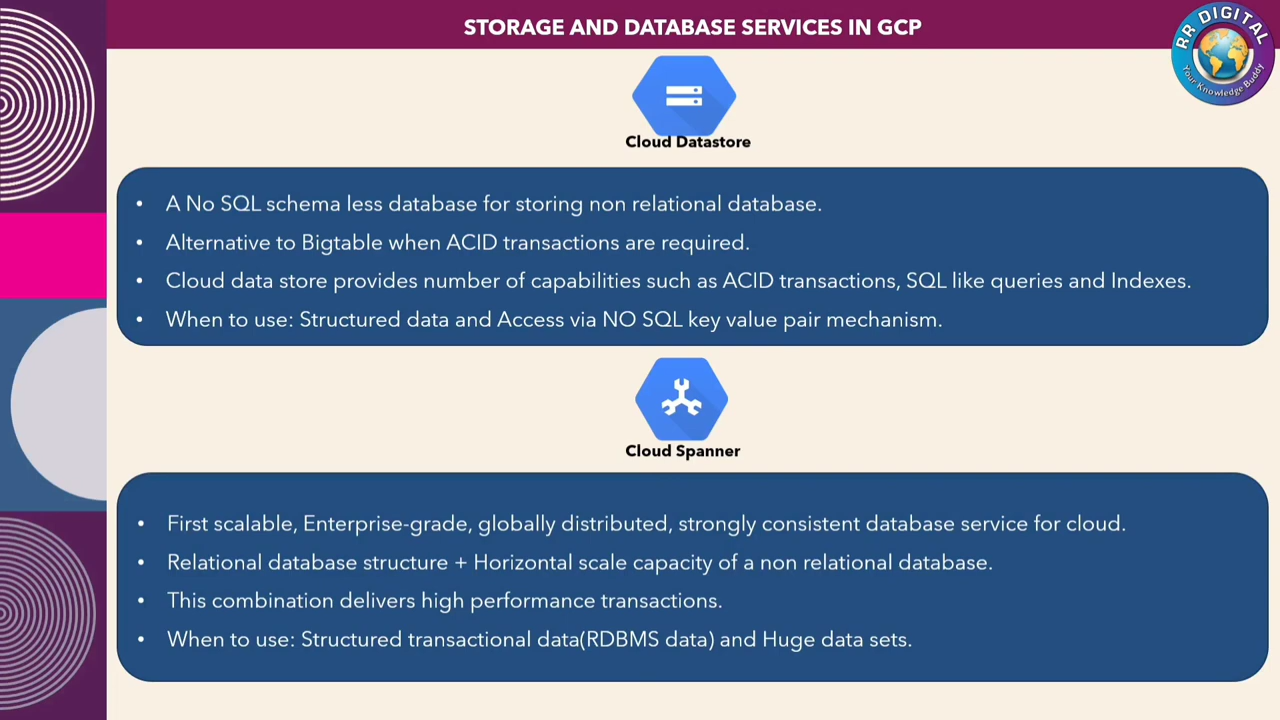 STORAGE AND DATABASE SERVICES IN GCP
RR DIGITAL
Your Knowledge Buddy
Cloud Datastore
• A No SQL schema less database for storing non relational database.
• Alternative to Bigtable when ACID transactions are required.
• Cloud data store provides number of capabilities such as ACID transactions, SQL like queries and Indexes.
• When to use: Structured data and Access via NO SQL key value pair mechanism.
Cloud Spanner
• First scalable, Enterprise-grade, globally distributed, strongly consistent database service for cloud.
• Relational database structure + Horizontal scale capacity of a non relational database.
• This combination delivers high performance transactions.
• When to use: Structured transactional data(RDBMS data) and Huge data sets.